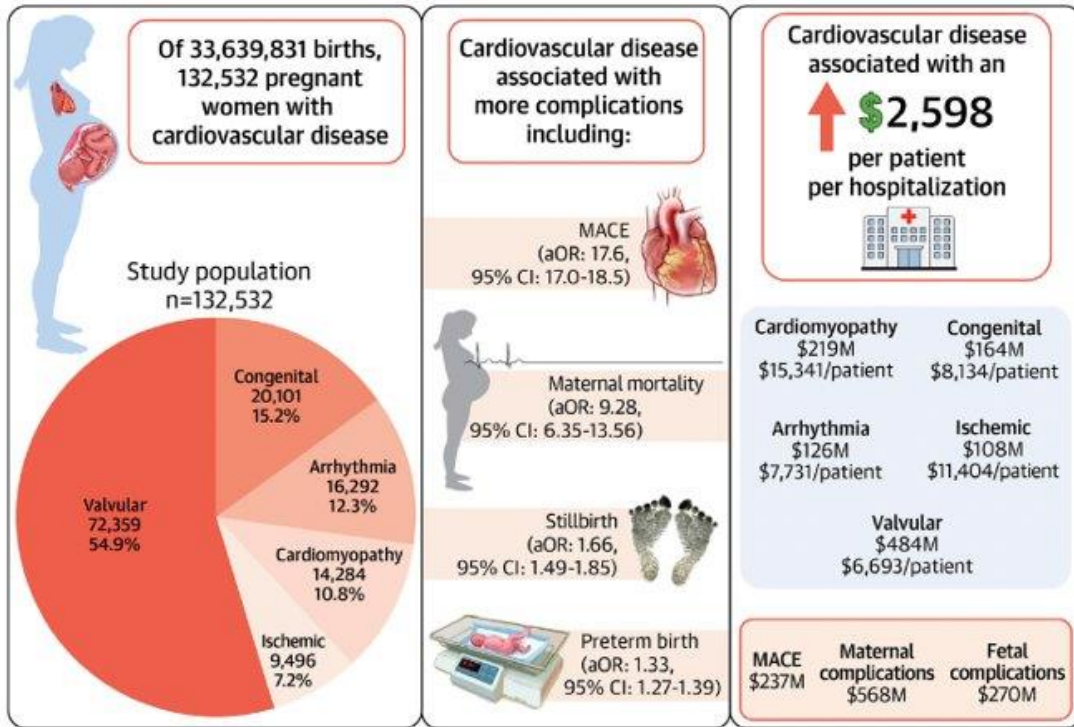 Of 33,639,831 births,
132,532 pregnant
women with
cardiovascular disease
Study population
n=132,532
Congenital
20,101
15.2%
Arrhythmia
16,292
12.3%
Valvular
72,359
54.9%
Cardiomyopathy
14,284
10.8%
Ischemic
9,496
7.2%
Cardiovascular disease
associated with
more complications
including:
MACE
(aOR: 17.6,
95% CI: 17.0-18.5)
Maternal mortality
(aOR: 9.28,
95% CI: 6.35-13.56)
Stillbirth
(aOR: 1.66,
95% CI: 1.49-1.85)
Preterm birth
(aOR: 1.33,
95% CI: 1.27-1.39)
Cardiovascular disease
associated with an
$2,598
per patient
per hospitalization
Cardiomyopathy
$219M
$15,341/patient
Congenital
$164M
$8,134/patient
Arrhythmia
$126M
$7,731/patient
Ischemic
$108M
$11,404/patient
Valvular
$484M
$6,693/patient
MACE
$237M
Maternal
complications
$568M
Fetal
complications
$270M